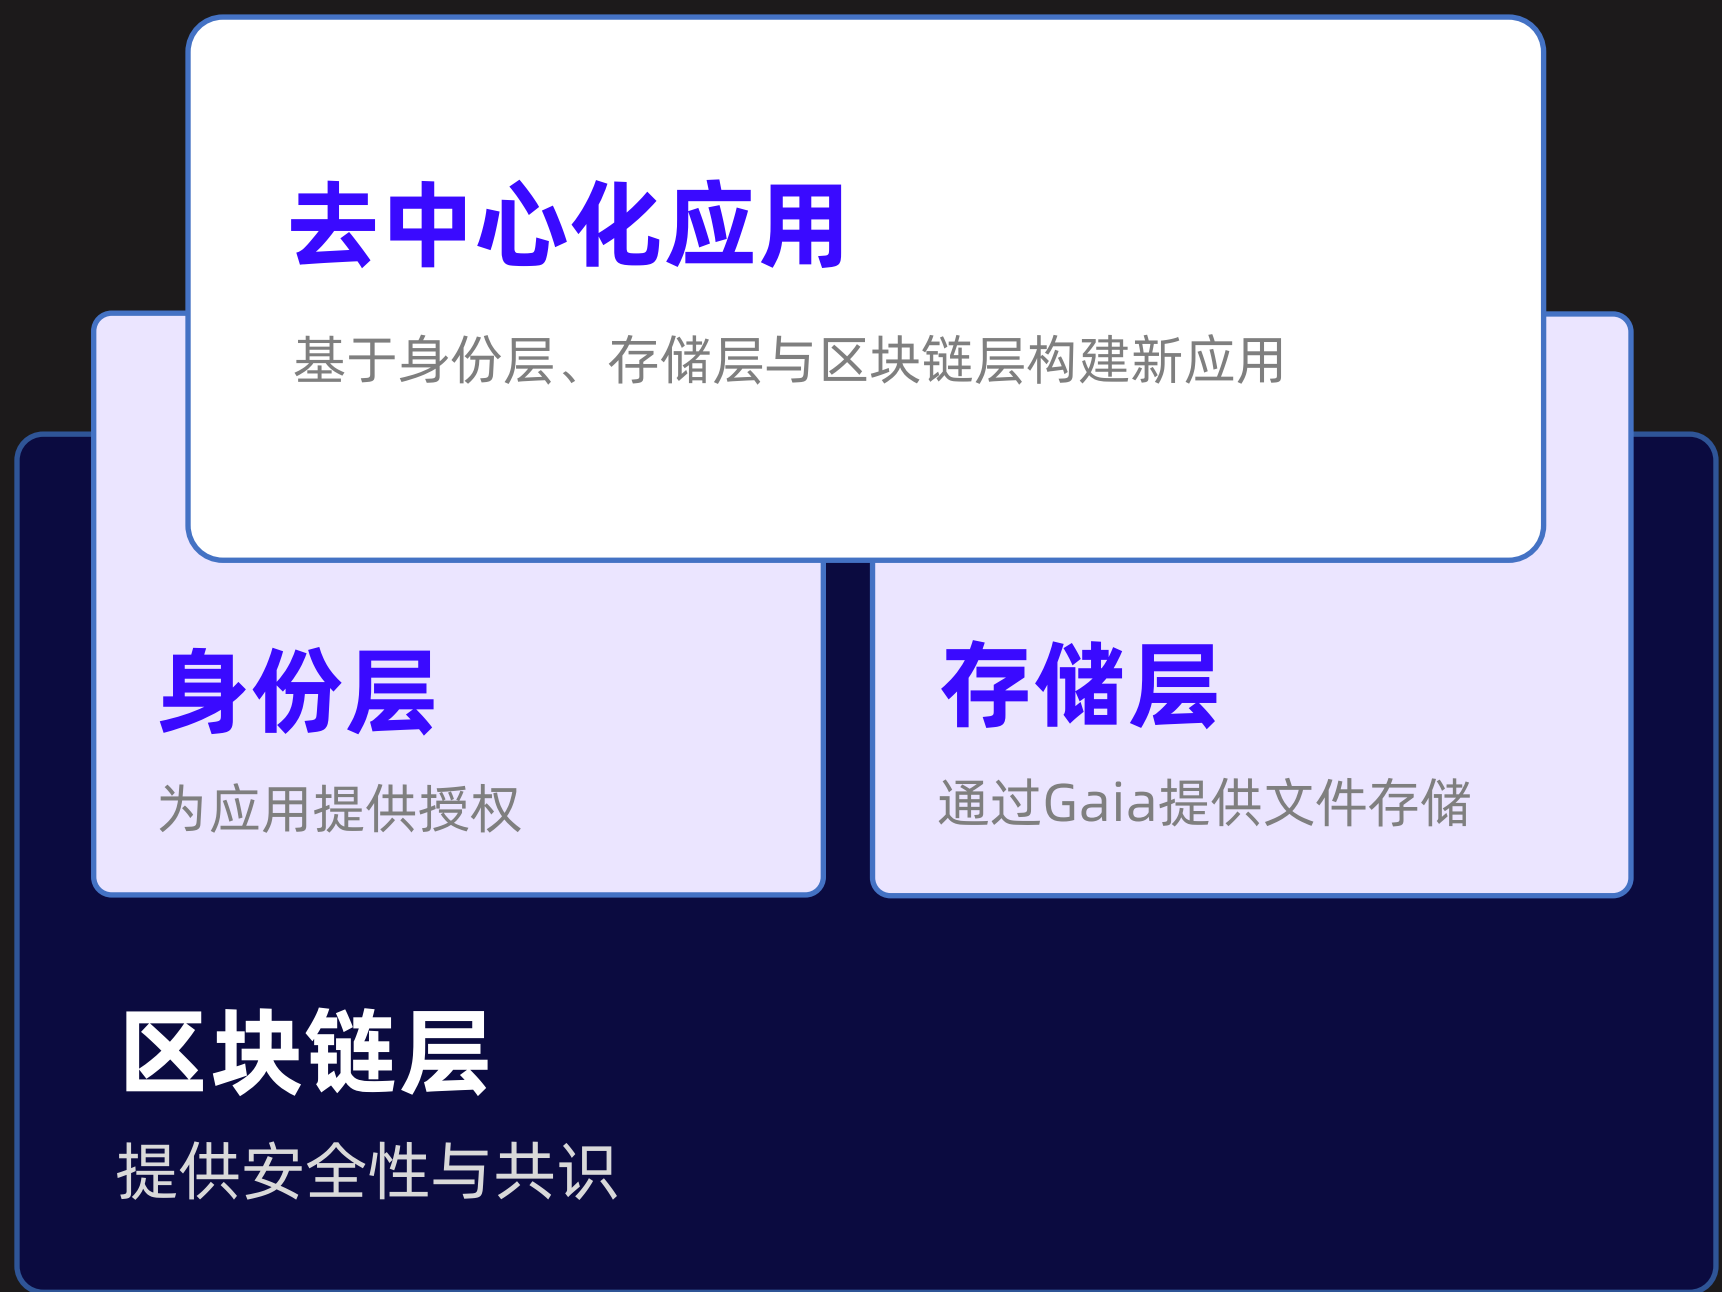 去中心化应用
基于身份层、存储层与区块链层构建新应用
身份层
为应用提供授权
存储层
通过Gaia提供文件存储
区块链层
提供安全性与共识